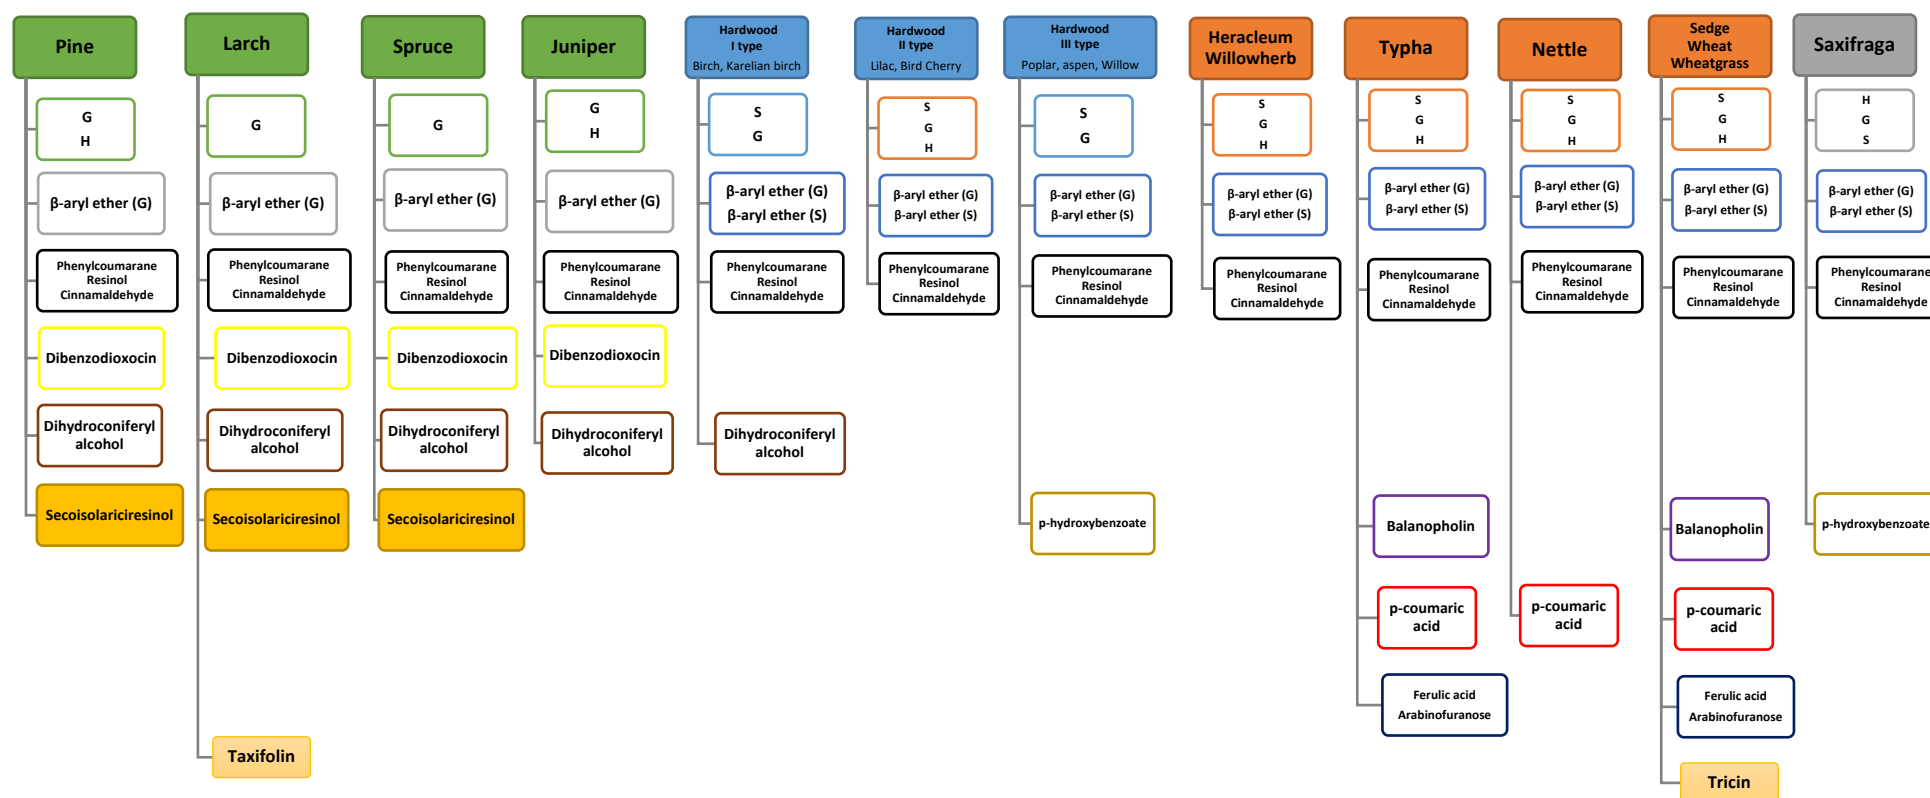 Pine
G
H
β-aryl ether (G)
Phenylcoumarane
Resinol
Cinnamaldehyde
Dibenzodioxocin
Dihydroconiferyl
alcohol
Secoisolariciresinol
Larch
G
β-aryl ether (G)
Phenylcoumarane
Resinol
Cinnamaldehyde
Dibenzodioxocin
Dihydroconiferyl
alcohol
Secoisolariciresinol
Taxifolin
Spruce
G
β-aryl ether (G)
Phenylcoumarane
Resinol
Cinnamaldehyde
Dibenzodioxocin
Dihydroconiferyl
alcohol
Secoisolariciresinol
Juniper
G
H
β-aryl ether (G)
Phenylcoumarane
Resinol
Cinnamaldehyde
Dibenzodioxocin
Dihydroconiferyl
alcohol
Hardwood
I type
Birch, Karelian birch
S
G
β-aryl ether (G)
β-aryl ether (S)
Phenylcoumarane
Resinol
Cinnamaldehyde
Dihydroconiferyl
alcohol
Hardwood
II type
Lilac, Bird Cherry
S
G
H
β-aryl ether (G)
β-aryl ether (S)
Phenylcoumarane
Resinol
Cinnamaldehyde
Hardwood
III type
Poplar, aspen, Willow
S
G
β-aryl ether (G)
β-aryl ether (S)
Phenylcoumarane
Resinol
Cinnamaldehyde
p-hydroxybenzoate
Heracleum
Willowherb
S
G
H
β-aryl ether (G)
β-aryl ether (S)
Phenylcoumarane
Resinol
Cinnamaldehyde
Typha
S
G
H
β-aryl ether (G)
β-aryl ether (S)
Phenylcoumarane
Resinol
Cinnamaldehyde
Balanopholin
p-coumaric
acid
Ferulic acid
Arabinofuranose
Nettle
S
G
H
β-aryl ether (G)
β-aryl ether (S)
Phenylcoumarane
Resinol
Cinnamaldehyde
p-coumaric
acid
Sedge
Wheat
Wheatgrass
S
G
H
β-aryl ether (G)
β-aryl ether (S)
Phenylcoumarane
Resinol
Cinnamaldehyde
Balanopholin
p-coumaric
acid
Ferulic acid
Arabinofuranose
Tricin
Saxifraga
H
G
S
β-aryl ether (G)
β-aryl ether (S)
Phenylcoumarane
Resinol
Cinnamaldehyde
p-hydroxybenzoate